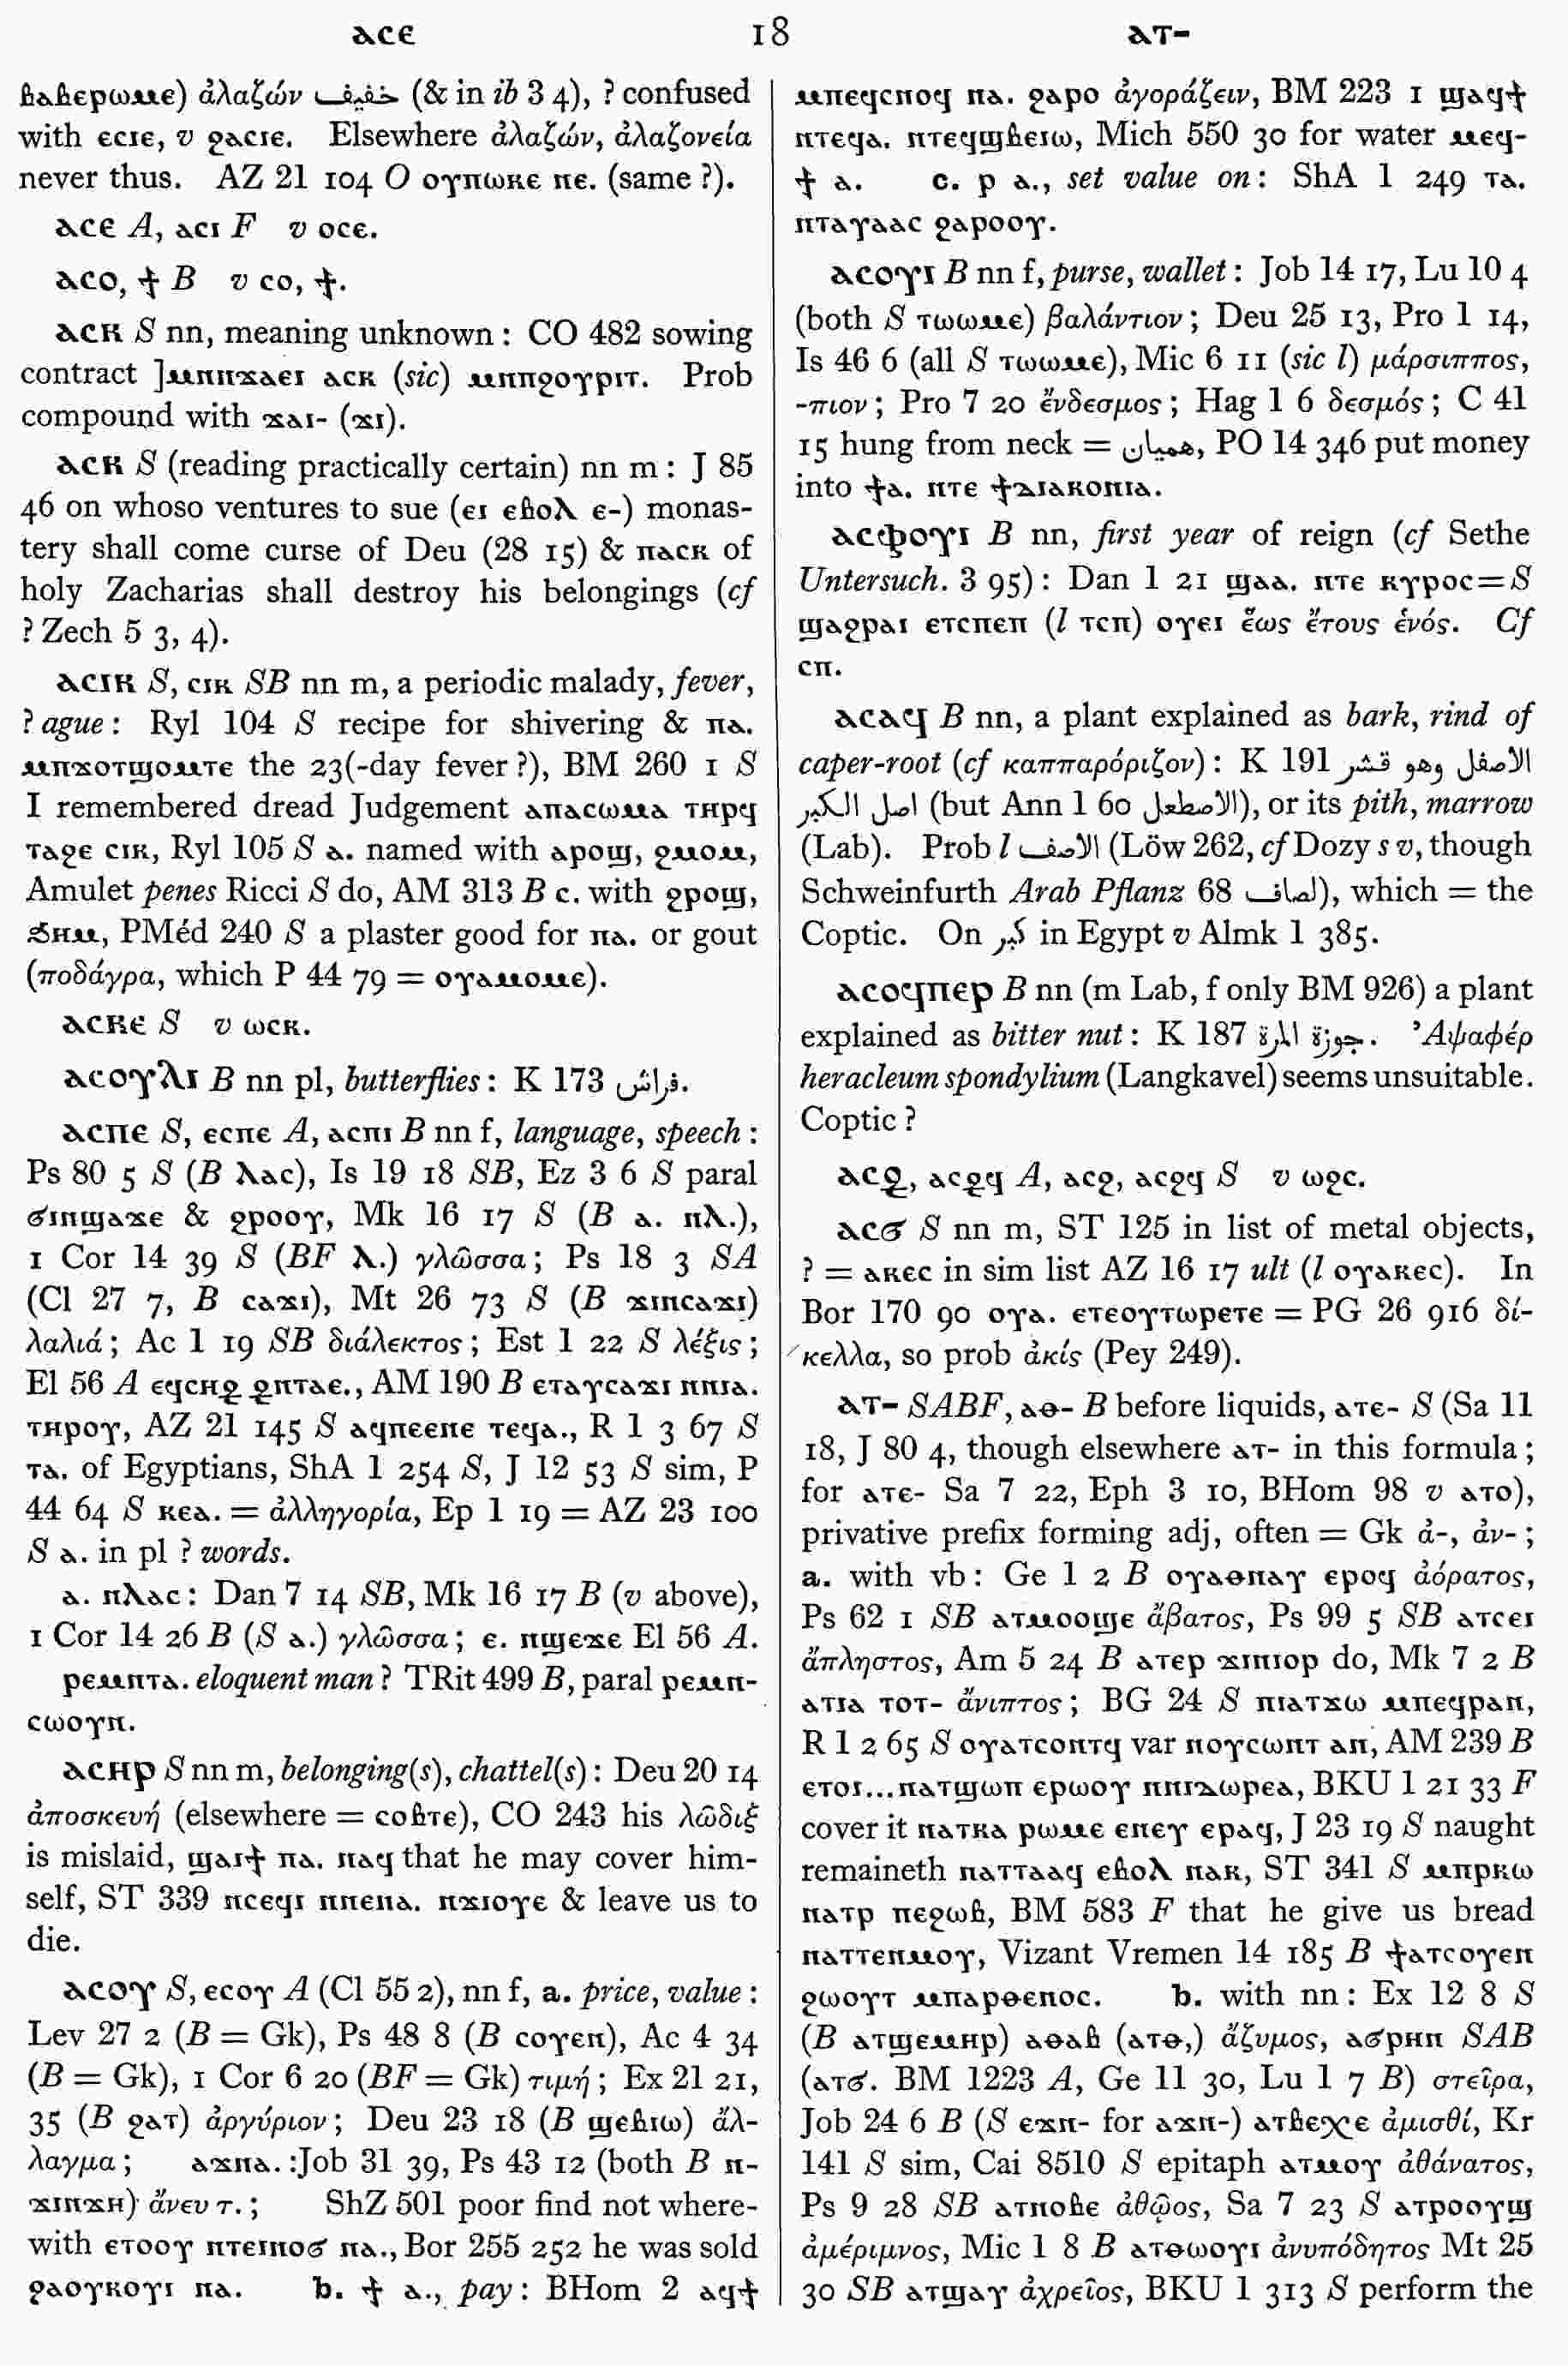 ⲁⲥⲉ 18 ⲁⲧ-
ⲃⲁⲃⲉⲣⲱⲙⲉ) ἀλαζών خفيف (& in ib 3 4), ? confused
with ⲉⲥⲓⲉ, v ϩⲁⲥⲓⲉ. Elsewhere ἀλαζών, ἀλαζονεία
never thus. AZ 21 104 O ⲟⲩⲡⲱⲕⲉ ⲡⲉ. (same ?).
ⲁⲥⲉ A, ⲁⲥⲓ F v ⲟⲥⲉ.
ⲁⲥⲟ, ϯ B v ⲥⲟ, ϯ.
ⲁⲥⲕ S nn, meaning unknown : CO 482 sowing
contract ]ⲙⲛⲡϫⲁⲉⲓ ⲁⲥⲕ (sic) ⲙⲛⲡϩⲟⲩⲣⲓⲧ. Prob
compound with ϫⲁⲓ- (ϫⲓ).
ⲁⲥⲕ S (reading practically certain) nn m : J 85
46 on whoso ventures to sue (ⲉⲓ ⲉⲃⲟⲗ ⲉ-) monas-
tery shall come curse of Deu (28 15) & ⲡⲁⲥⲕ of
holy Zacharias shall destroy his belongings (cf
? Zech 5 3, 4).
ⲁⲥⲓⲕ S, ⲥⲓⲕ SB nn m, a periodic malady, fever,
? ague : Ryl 104 S recipe for shivering & ⲡⲁ.
ⲙⲡϫⲟⲧϣⲟⲙⲧⲉ the 23(-day fever ?), BM 260 1 S
I remembered dread Judgement ⲁⲡⲁⲥⲱⲙⲁ ⲧⲏⲣϥ
ⲧⲁϩⲉ ⲥⲓⲕ, Ryl 105 S ⲁ. named with ⲁⲣⲟϣ, ϩⲙⲟⲙ,
Amulet penes Ricci S do, AM 313 B ⲥ. with ϩⲣⲟϣ,
ϧⲏⲙ, PMéd 240 S a plaster good for ⲡⲁ. or gout
(ποδάγρα, which P 44 79 = ⲟⲩⲁⲙⲟⲙⲉ).
ⲁⲥⲕⲉ S v ⲱⲥⲕ.
ⲁⲥⲟⲩⲗⲓ B nn pl, butterflies : K 173 فراش.
ⲁⲥⲡⲉ S, ⲉⲥⲡⲉ A, ⲁⲥⲡⲓ B nn f, language, speech :
Ps 80 5 S (B ⲗⲁⲥ), Is 19 18 SB, Ez 3 6 S paral
ϭⲓⲛϣⲁϫⲉ & ϩⲣⲟⲟⲩ, Mk 16 17 S (B ⲁ. ⲛⲗ.),
1 Cor 14 39 S (BF ⲗ.) γλῶσσα ; Ps 18 3 SA
(Cl 27 7, B ⲥⲁϫⲓ), Mt 26 73 S (B ϫⲓⲛⲥⲁϫⲓ)
λαλιά ; Ac 1 19 SB διάλεκτος ; Est 1 22 S λέξις ;
El 56 A ⲉϥⲥⲏϩ ϩⲛⲧⲁⲉ., AM 190 B ⲉⲧⲁⲩⲥⲁϫⲓ ⲛⲛⲓⲁ.
ⲧⲏⲣⲟⲩ, AZ 21 145 S ⲁϥⲡⲉⲉⲛⲉ ⲧⲉϥⲁ., R 1 3 67 S
ⲧⲁ. of Egyptians, ShA 1 254 S, J 12 53 S sim, P
44 64 S ⲕⲉⲁ. = ἀλληγορία, Ep 1 19 = AZ 23 100
S ⲁ. in pl ? words.
ⲁ. ⲛⲗⲁⲥ : Dan 7 14 SB, Mk 16 17 B (v above),
1 Cor 14 26 B (S ⲁ.) γλῶσσα ; ⲉ. ⲛϣⲉϫⲉ El 56 A.
ⲣⲉⲙⲛⲧⲁ. eloquent man ? TRit 499 B, paral ⲣⲉⲙⲛ-
ⲥⲱⲟⲩⲛ.
ⲁⲥⲏⲣ S nn m, belonging(s), chattel(s) : Deu 20 14
ἀποσκευή (elsewhere = ⲥⲟⲃⲧⲉ), CO 243 his λῶδιξ
is mislaid, ϣⲁⲓϯ ⲡⲁ. ⲛⲁϥ that he may cover him-
self, ST 339 ⲛⲥⲉϥⲓ ⲛⲛⲉⲛⲁ. ⲛϫⲓⲟⲩⲉ & leave us to
die.
ⲁⲥⲟⲩ S, ⲉⲥⲟⲩ A (Cl 55 2), nn f, a. price, value :
Lev 27 2 (B = Gk), Ps 48 8 (B ⲥⲟⲩⲉⲛ), Ac 4 34
(B = Gk), 1 Cor 6 20 (BF = Gk) τιμή ; Ex 21 21,
35 (B ϩⲁⲧ) ἀργύριον ; Deu 23 18 (B ϣⲉⲃⲓⲱ) ἄλ-
λαγμα ; ⲁϫⲛⲁ. :Job 31 39, Ps 43 12 (both B ⲛ-
ϫⲓⲛϫⲏ) ἄνευ τ. ; ShZ 501 poor find not where-
with ⲉⲧⲟⲟⲩ ⲛⲧⲉⲓⲛⲟϭ ⲛⲁ., Bor 255 252 he was sold
ϩⲁⲟⲩⲕⲟⲩⲓ ⲛⲁ. b. ϯ ⲁ., pay : BHom 2 ⲁϥϯ
ⲙⲡⲉϥⲥⲛⲟϥ ⲛⲁ. ϩⲁⲣⲟ ἀγοράζειν, BM 223 1 ϣⲁϥϯ
ⲛⲧⲉϥⲁ. ⲛⲧⲉϥϣⲃⲉⲓⲱ, Mich 550 30 for water ⲙⲉϥ-
ϯ ⲁ. c. ⲣ ⲁ., set value on : ShA 1 249 ⲧⲁ.
ⲛⲧⲁⲩⲁⲁⲥ ϩⲁⲣⲟⲟⲩ.
ⲁⲥⲟⲩⲓ B nn f, purse, wallet : Job 14 17, Lu 10 4
(both S ⲧⲱⲱⲙⲉ) βαλάντιον ; Deu 25 13, Pro 1 14,
Is 46 6 (all S ⲧⲱⲱⲙⲉ), Mic 6 11 (sic l) μάρσιππος,
-πιον ; Pro 7 20 ἔνδεσμος ; Hag 1 6 δεσμός ; C 41
15 hung from neck = هميان, PO 14 346 put money
into ϯⲁ. ⲛⲧⲉ ϯⲇⲓⲁⲕⲟⲛⲓⲁ.
ⲁⲥⲫⲟⲩⲓ B nn, first year of reign (cf Sethe
Untersuch. 3 95) : Dan 1 21 ϣⲁⲁ. ⲛⲧⲉ ⲕⲩⲣⲟⲥ=S
ϣⲁϩⲣⲁⲓ ⲉⲧⲥⲛⲉⲛ (l ⲧⲥⲛ) ⲟⲩⲉⲓ ἕως ἔτους ἑνός. Cf
ⲥⲛ.
ⲁⲥⲁϥ B nn, a plant explained as bark, rind of
caper-root (cf καππαρόριζον) : K 191 الاصفل وهو قشر
اصل الكبر (but Ann 1 60 الاصطعل), or its pith, marrow
(Lab). Prob l الاصف (Löw 262, cf Dozy s v, though
Schweinfurth Arab Pflanz 68 لصاف), which = the
Coptic. On كبر in Egypt v Almk 1 385.
ⲁⲥⲟϥⲛⲉⲣ B nn (m Lab, f only BM 926) a plant
explained as bitter nut : K 187 جوزة المرة. Ἀψαφέρ
heracleum spondylium (Langkavel) seems unsuitable.
Coptic ?
ⲁⲥϩ, ⲁⲥϩϥ A, ⲁⲥϩ, ⲁⲥϩϥ S v ⲱϩⲥ.
ⲁⲥϭ S nn m, ST 125 in list of metal objects,
? = ⲁⲕⲉⲥ in sim list AZ 16 17 ult (l ⲟⲩⲁⲕⲉⲥ). In
Bor 170 90 ⲟⲩⲁ. ⲉⲧⲉⲟⲩⲧⲱⲣⲉⲧⲉ = PG 26 916 δί-
κελλα, so prob ἀκίς (Pey 249).
ⲁⲧ- SABF, ⲁⲑ- B before liquids, ⲁⲧⲉ- S (Sa 11
18, J 80 4, though elsewhere ⲁⲧ- in this formula ;
for ⲁⲧⲉ- Sa 7 22, Eph 3 10, BHom 98 v ⲁⲧⲟ),
privative prefix forming adj, often = Gk ἀ-, ἀν- ;
a. with vb : Ge 1 2 B ⲟⲩⲁⲑⲛⲁⲩ ⲉⲣⲟϥ ἀόρατος,
Ps 62 1 SB ⲁⲧⲙⲟⲟϣⲉ ἄβατος, Ps 99 5 SB ⲁⲧⲥⲉⲓ
ἄπληστος, Am 5 24 B ⲁⲧⲉⲣ ϫⲓⲛⲓⲟⲣ do, Mk 7 2 B
ⲁⲧⲓⲁ ⲧⲟⲧ- ἄνιπτος ; BG 24 S ⲡⲓⲁⲧϫⲱ ⲙⲡⲉϥⲣⲁⲛ,
R 1 2 65 S ⲟⲩⲁⲧⲥⲟⲛⲧϥ var ⲛⲟⲩⲥⲱⲛⲧ ⲁⲛ, AM 239 B
ⲉⲧⲟⲓ...ⲛⲁⲧϣⲱⲡ ⲉⲣⲱⲟⲩ ⲛⲛⲓⲇⲱⲣⲉⲁ, BKU 1 21 33 F
cover it ⲛⲁⲧⲕⲁ ⲣⲱⲙⲉ ⲉⲛⲉⲩ ⲉⲣⲁϥ, J 23 19 S naught
remaineth ⲛⲁⲧⲧⲁⲁϥ ⲉⲃⲟⲗ ⲛⲁⲕ, ST 341 S ⲙⲡⲣⲕⲱ
ⲛⲁⲧⲣ ⲡⲉϩⲱⲃ, BM 583 F that he give us bread
ⲛⲁⲧⲧⲉⲛⲙⲟⲩ, Vizant Vremen 14 185 B ϯⲁⲧⲥⲟⲩⲉⲛ
ϩⲱⲟⲩⲧ ⲙⲡⲁⲣⲑⲉⲛⲟⲥ. b. with nn : Ex 12 8 S
(B ⲁⲧϣⲉⲙⲏⲣ) ⲁⲑⲁⲃ (ⲁⲧⲑ,) ἄζυμος, ⲁϭⲣⲏⲛ SAB
(ⲁⲧϭ. BM 1223 A, Ge 11 30, Lu 1 7 B) στεῖρα,
Job 24 6 B (S ⲉϫⲛ- for ⲁϫⲛ-) ⲁⲧⲃⲉⲭⲉ ἀμισθί, Kr
141 S sim, Cai 8510 S epitaph ⲁⲧⲙⲟⲩ ἀθάνατος,
Ps 9 28 SB ⲁⲧⲛⲟⲃⲉ ἀθῷος, Sa 7 23 S ⲁⲧⲣⲟⲟⲩϣ
ἀμέριμνος, Mic 1 8 B ⲁⲧⲑⲱⲟⲩⲓ ἀνυπόδητος Mt 25
30 SB ⲁⲧϣⲁⲩ ἀχρεῖος, BKU 1 313 S perform the